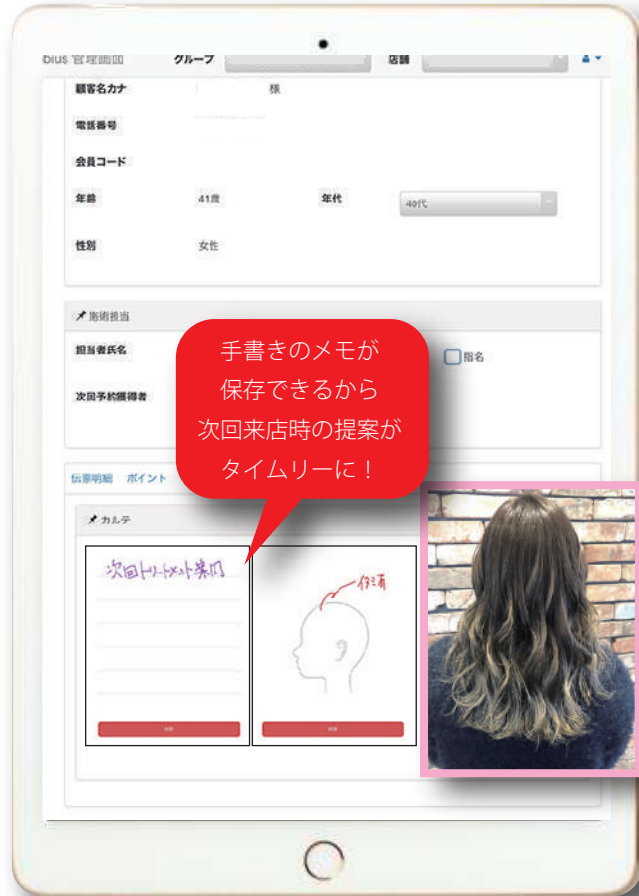 bius 管理画面 グループ 店舗
顧客名カナ 様
電話番号
会員コード
年齢 41歳 年代 40代
性別 女性
施術担当
担当者氏名 指名
次回予約獲得者
手書きのメモが
保存できるから
次回来店時の提案が
タイムリーに！
伝票明細 ポイント
カルテ
次回トリートメント案内